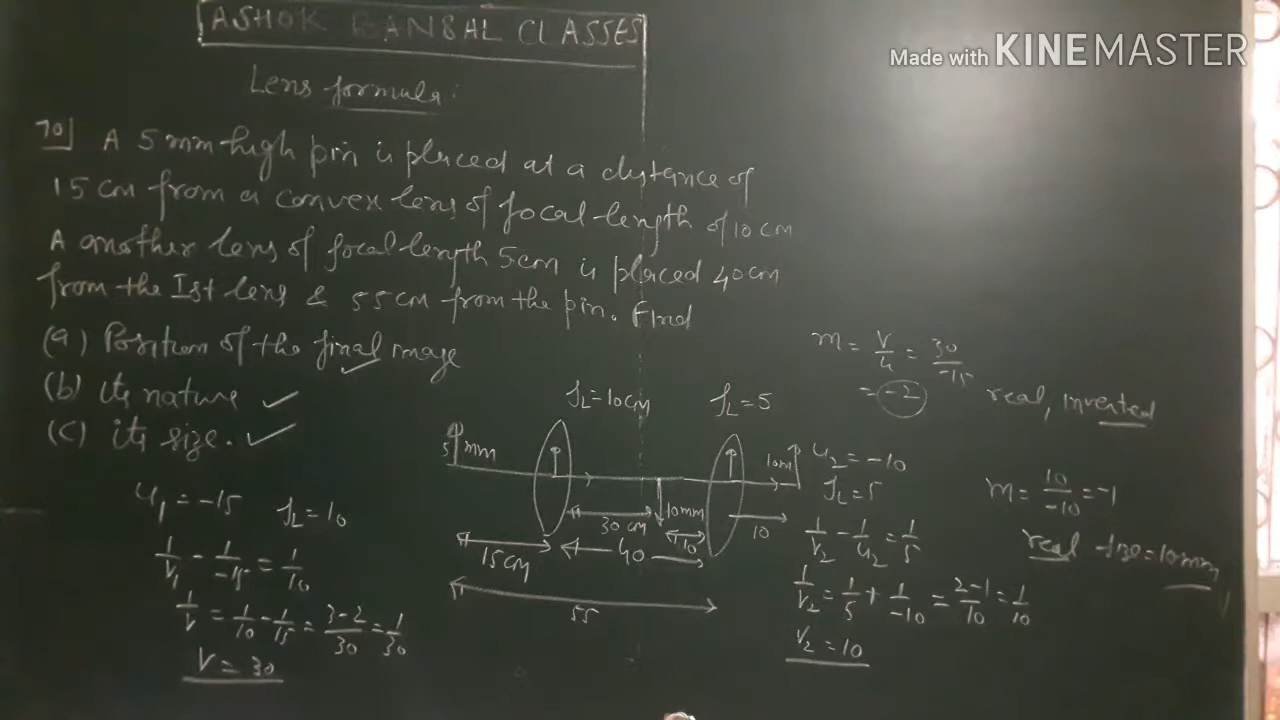 ASHOK BANSAL CLASSES
Made with KINEMASTER
Lens formula:
70] A 5mm high pin is placed at a distance of
15 cm from a convex lens of focal length of 10 cm
A another lens of focal length 5cm is placed 40cm
from the Ist lens & 55 cm from the pin. Find
(a) Position of the final image
(b) its nature ✓
(c) its size. ✓
u₁ = -15 fL = 10
1/v₁ - 1/-15 = 1/10
1/v = 1/10 - 1/15 = 3-2/30 = 1/30
v = 30
fL = 10cm fL = 5
5 mm
10mm
10m
30 cm
10
10
15cm
40
55
m = v/u = 30/-15
= -2 real, inverted
u₂ = -10
fL = 5
1/v₂ - 1/u₂ = 1/5
1/v₂ = 1/5 + 1/-10 = 2-1/10 = 1/10
v₂ = 10
m = 10/-10 = -1
real size = 10mm